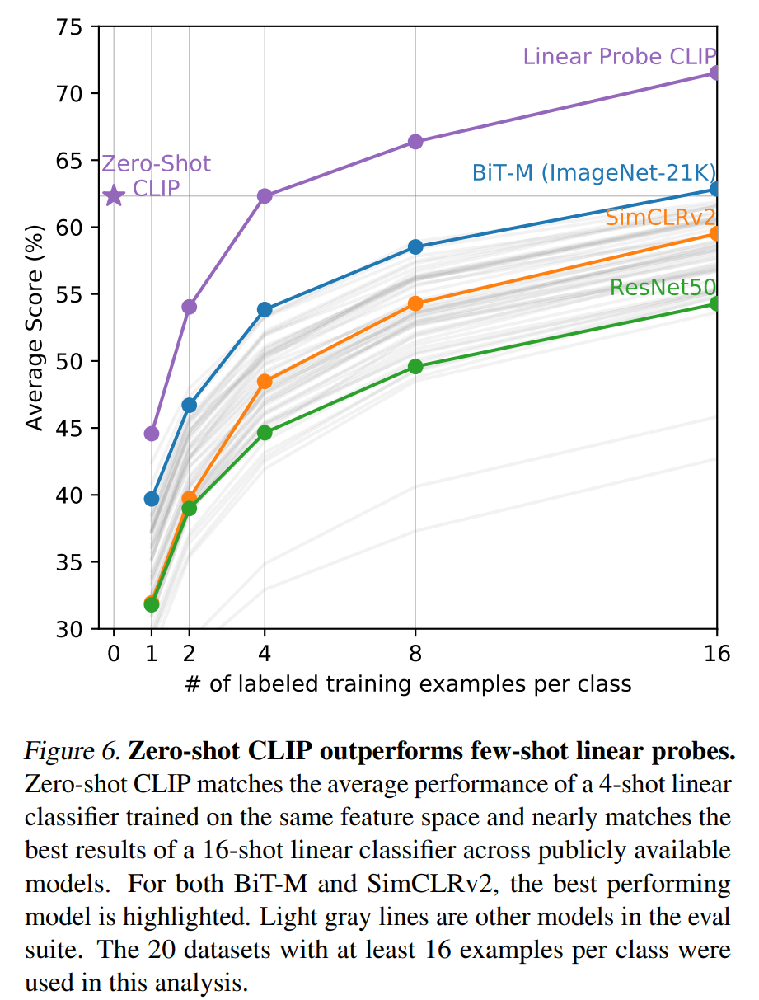 75
Linear Probe CLIP
70
65
Zero-Shot
CLIP
BiT-M (ImageNet-21K)
60
SimCLRv2
55
ResNet50
50
45
40
35
30
Average Score (%)
0 1 2 4 8 16
# of labeled training examples per class
Figure 6. Zero-shot CLIP outperforms few-shot linear probes.
Zero-shot CLIP matches the average performance of a 4-shot linear
classifier trained on the same feature space and nearly matches the
best results of a 16-shot linear classifier across publicly available
models. For both BiT-M and SimCLRv2, the best performing
model is highlighted. Light gray lines are other models in the eval
suite. The 20 datasets with at least 16 examples per class were
used in this analysis.